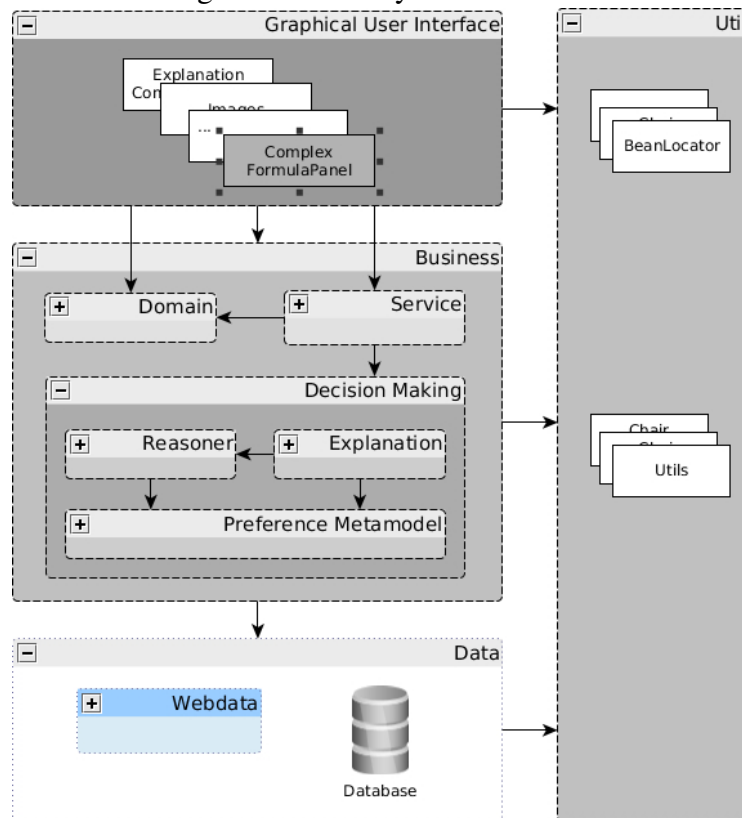 Graphical User Interface
Explanation
Images
...
Complex
FormulaPanel
Business
Domain
Service
Decision Making
Reasoner
Explanation
Preference Metamodel
Data
Webdata
Database
Uti
BeanLocator
Chair
Utils